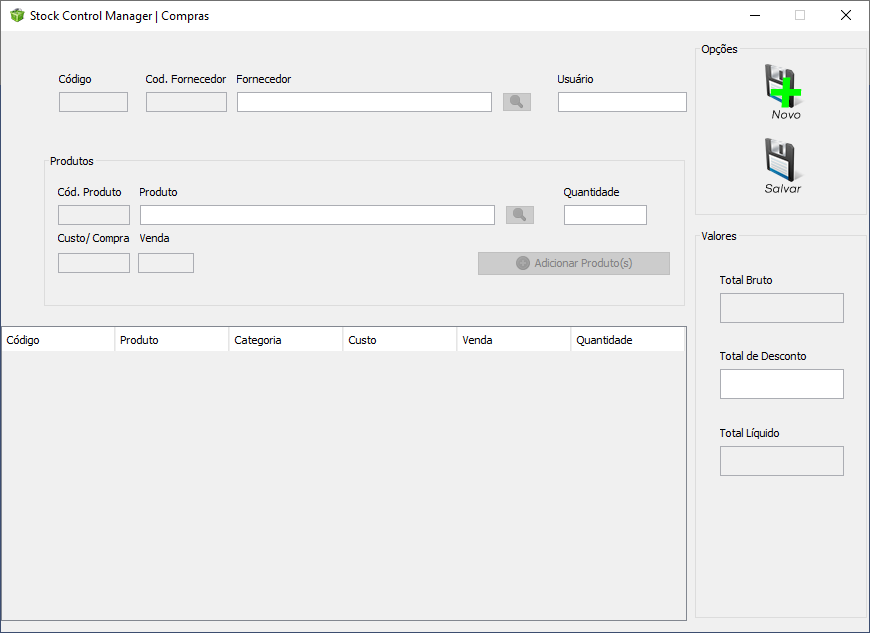 Stock Control Manager | Compras
Código
Cod. Fornecedor
Fornecedor
Usuário
Produtos
Cód. Produto
Produto
Quantidade
Custo/ Compra
Venda
Adicionar Produto(s)
Código
Produto
Categoria
Custo
Venda
Quantidade
Opções
Novo
Salvar
Valores
Total Bruto
Total de Desconto
Total Líquido